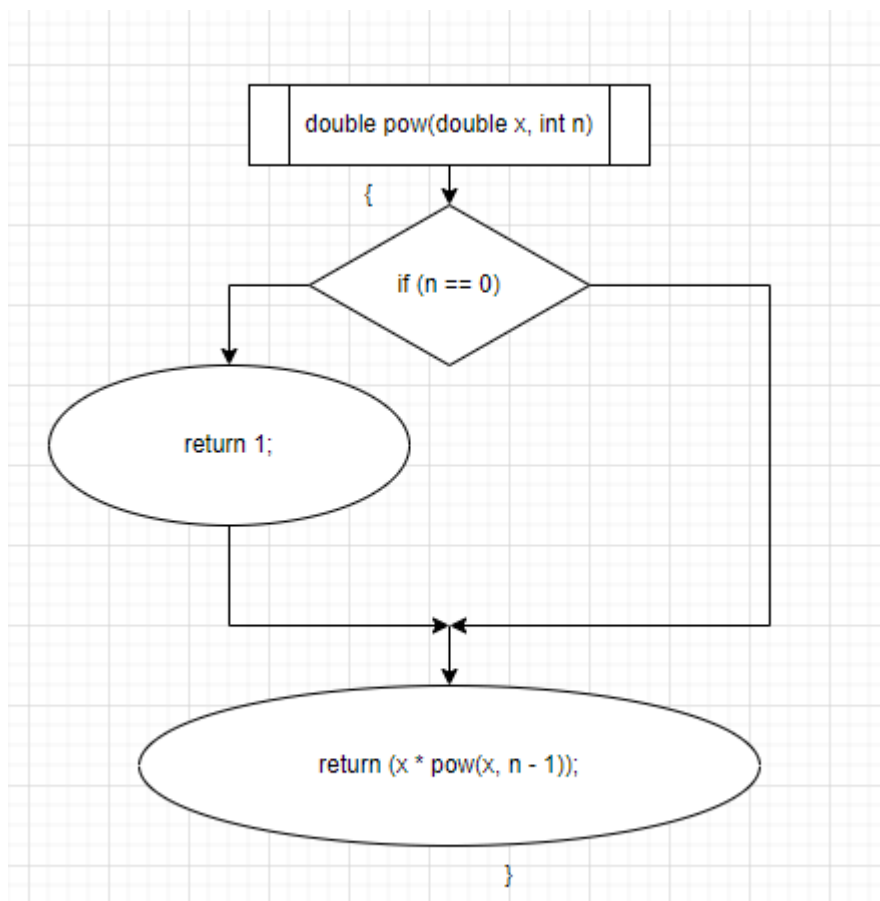 double pow(double x, int n)
{
if (n == 0)
return 1;
return (x * pow(x, n - 1));
}